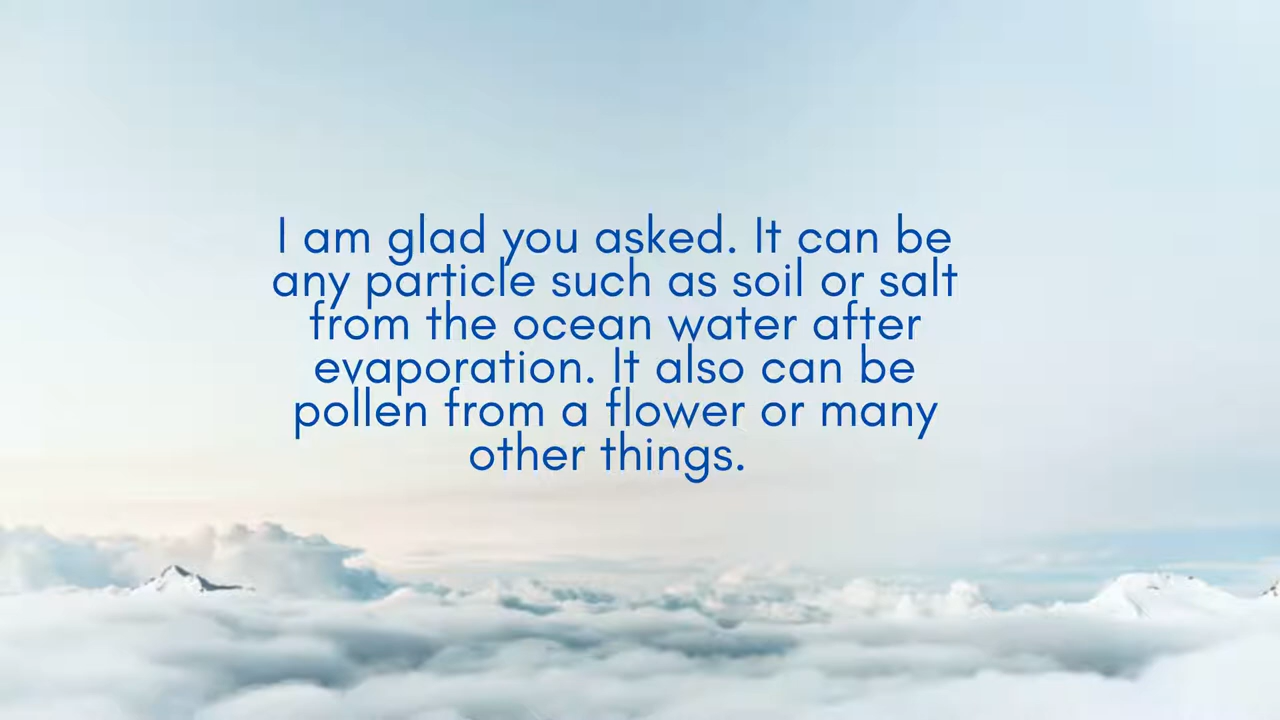 I am glad you asked. It can be
any particle such as soil or salt
from the ocean water after
evaporation. It also can be
pollen from a flower or many
other things.